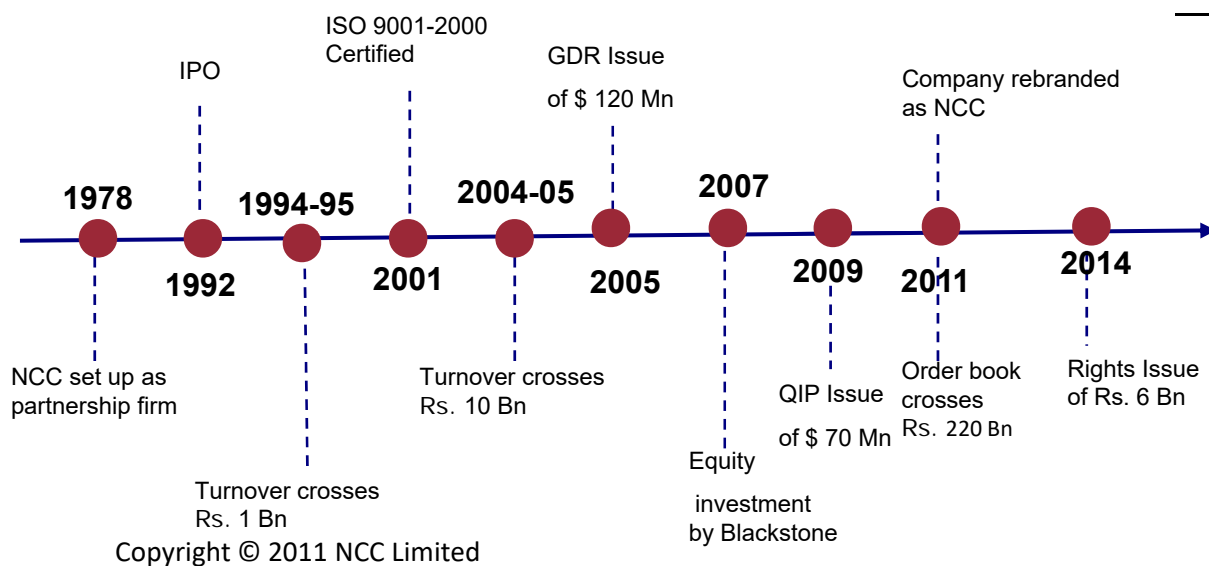 ISO 9001-2000
Certified
IPO
GDR Issue
of $ 120 Mn
Company rebranded
as NCC
1978
1994-95
2004-05
2007
1992
2001
2005
2009
2011
2014
NCC set up as
partnership firm
Turnover crosses
Rs. 10 Bn
QIP Issue
of $ 70 Mn
Order book
crosses
Rs. 220 Bn
Rights Issue
of Rs. 6 Bn
Turnover crosses
Rs. 1 Bn
Equity
investment
by Blackstone
Copyright © 2011 NCC Limited